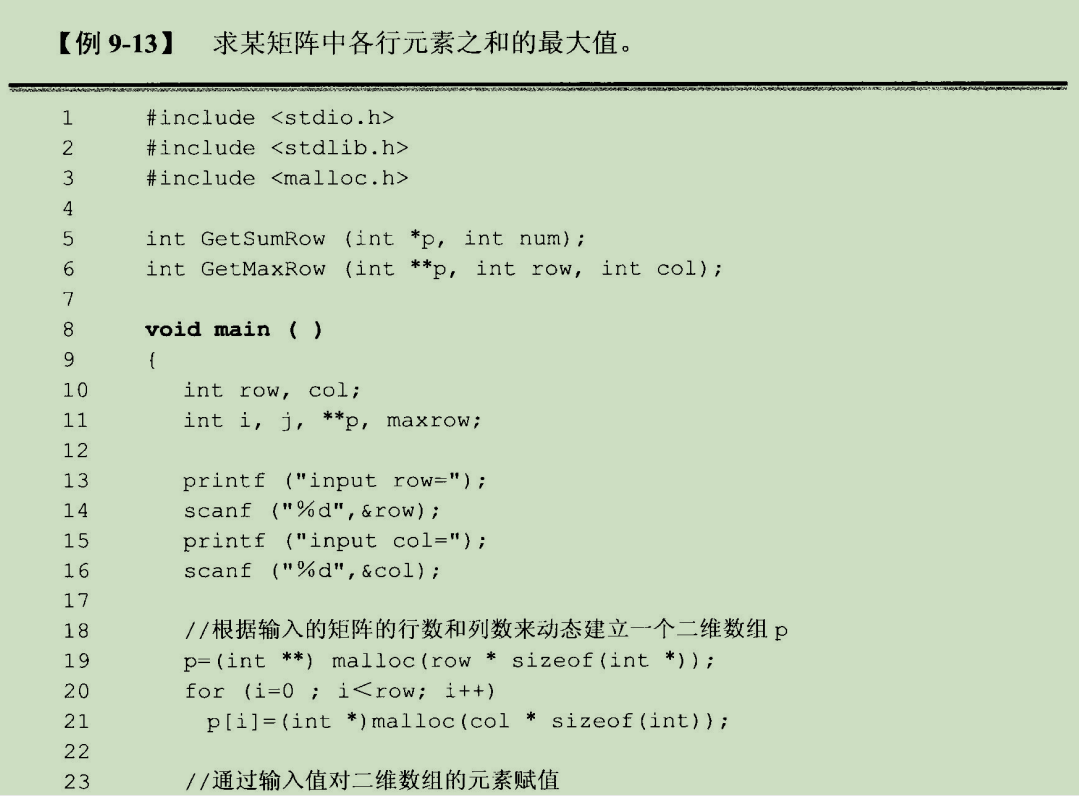 【例 9-13】 求某矩阵中各行元素之和的最大值。
1 #include <stdio.h>
2 #include <stdlib.h>
3 #include <malloc.h>
4
5 int GetSumRow (int *p, int num);
6 int GetMaxRow (int **p, int row, int col);
7
8 void main ( )
9 {
10 int row, col;
11 int i, j, **p, maxrow;
12
13 printf ("input row=");
14 scanf ("%d",&row);
15 printf ("input col=");
16 scanf ("%d",&col);
17
18 //根据输入的矩阵的行数和列数来动态建立一个二维数组 p
19 p=(int **) malloc(row * sizeof(int *));
20 for (i=0 ; i<row; i++)
21 p[i]=(int *)malloc(col * sizeof(int));
22
23 //通过输入值对二维数组的元素赋值